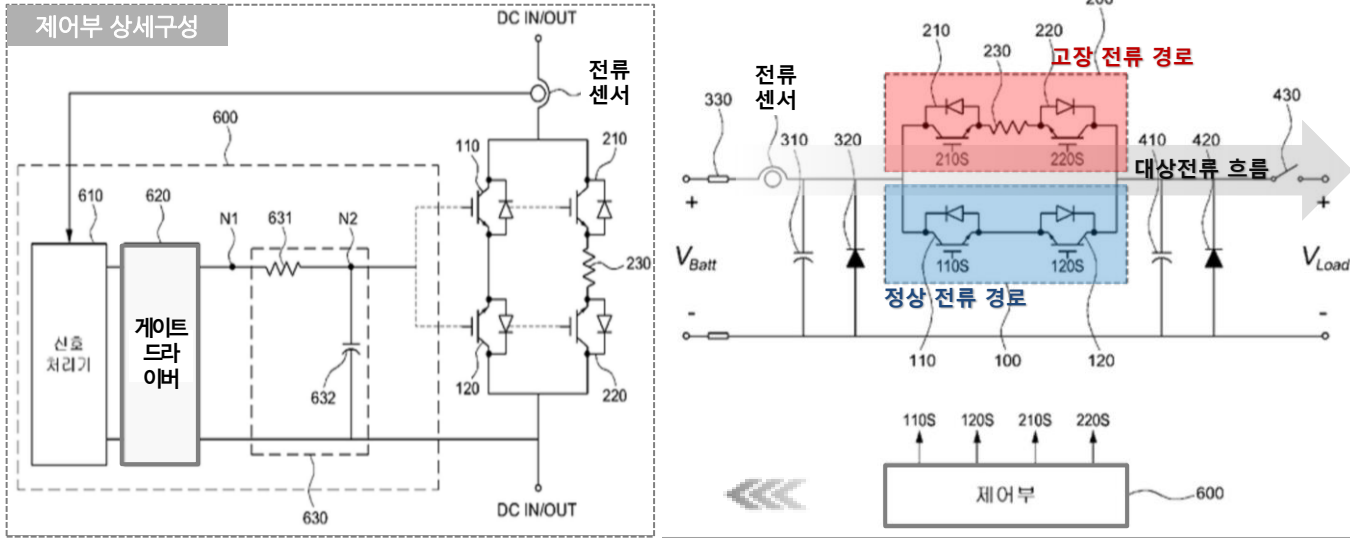 제어부 상세구성
DC IN/OUT
전류
센서
600
110
210
610
620
N1
631
N2
230
신호
처리기
게이트
드라
이버
632
120
220
630
DC IN/OUT
200
210
230
220
고장 전류 경로
전류
센서
330
310
320
210S
220S
410
420
430
대상전류 흐름
+
+
V_Batt
V_Load
110S
120S
정상 전류 경로
-
-
110
100
120
110S
120S
210S
220S
제어부
600